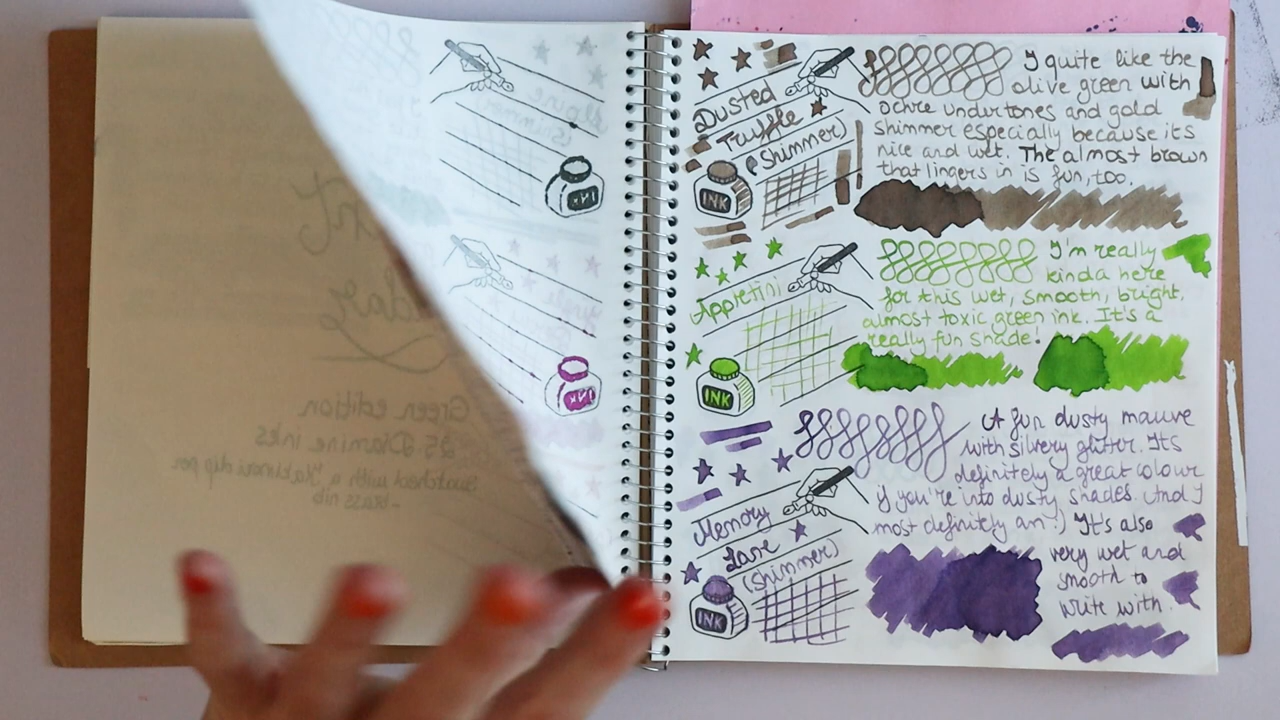 Dusted
Truffle
(Shimmer)
INK
I quite like the
olive green with
ochre undertones and gold
shimmer especially because its
nice and wet. The almost brown
that lingers in is fun, too.
Appletini
INK
I'm really
kinda here
for this wet, smooth, bright,
almost toxic green ink. It's a
really fun shade!
Memory
Lane
(Shimmer)
INK
A fun dusty mauve
with silvery glitter. Its
definitely a great colour
if you're into dusty shades. And I
most definitely am :) It's also
very wet and
smooth to
write with.
Green edition
25 Diamine inks
Swatched with a Kakimori dip pen
-brass nib
INK
INK